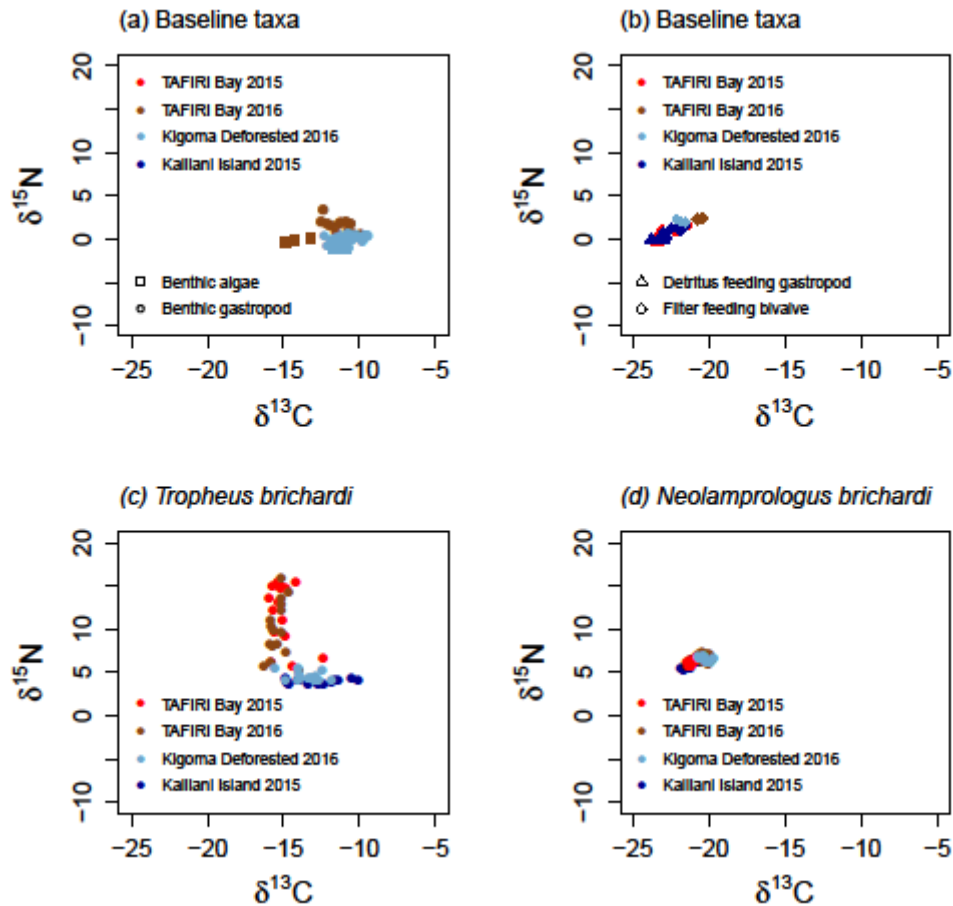 (a) Baseline taxa
20
10
5
0
−10
δ15N
TAFIRI Bay 2015
TAFIRI Bay 2016
Kigoma Deforested 2016
Kalilani Island 2015
Benthic algae
Benthic gastropod
−25 −20 −15 −10 −5
δ13C
(b) Baseline taxa
20
10
5
0
−10
δ15N
TAFIRI Bay 2015
TAFIRI Bay 2016
Kigoma Deforested 2016
Kalilani Island 2015
Detritus feeding gastropod
Filter feeding bivalve
−25 −20 −15 −10 −5
δ13C
(c) Tropheus brichardi
20
10
5
0
−10
δ15N
TAFIRI Bay 2015
TAFIRI Bay 2016
Kigoma Deforested 2016
Kalilani Island 2015
−25 −20 −15 −10 −5
δ13C
(d) Neolamprologus brichardi
20
10
5
0
−10
δ15N
TAFIRI Bay 2015
TAFIRI Bay 2016
Kigoma Deforested 2016
Kalilani Island 2015
−25 −20 −15 −10 −5
δ13C